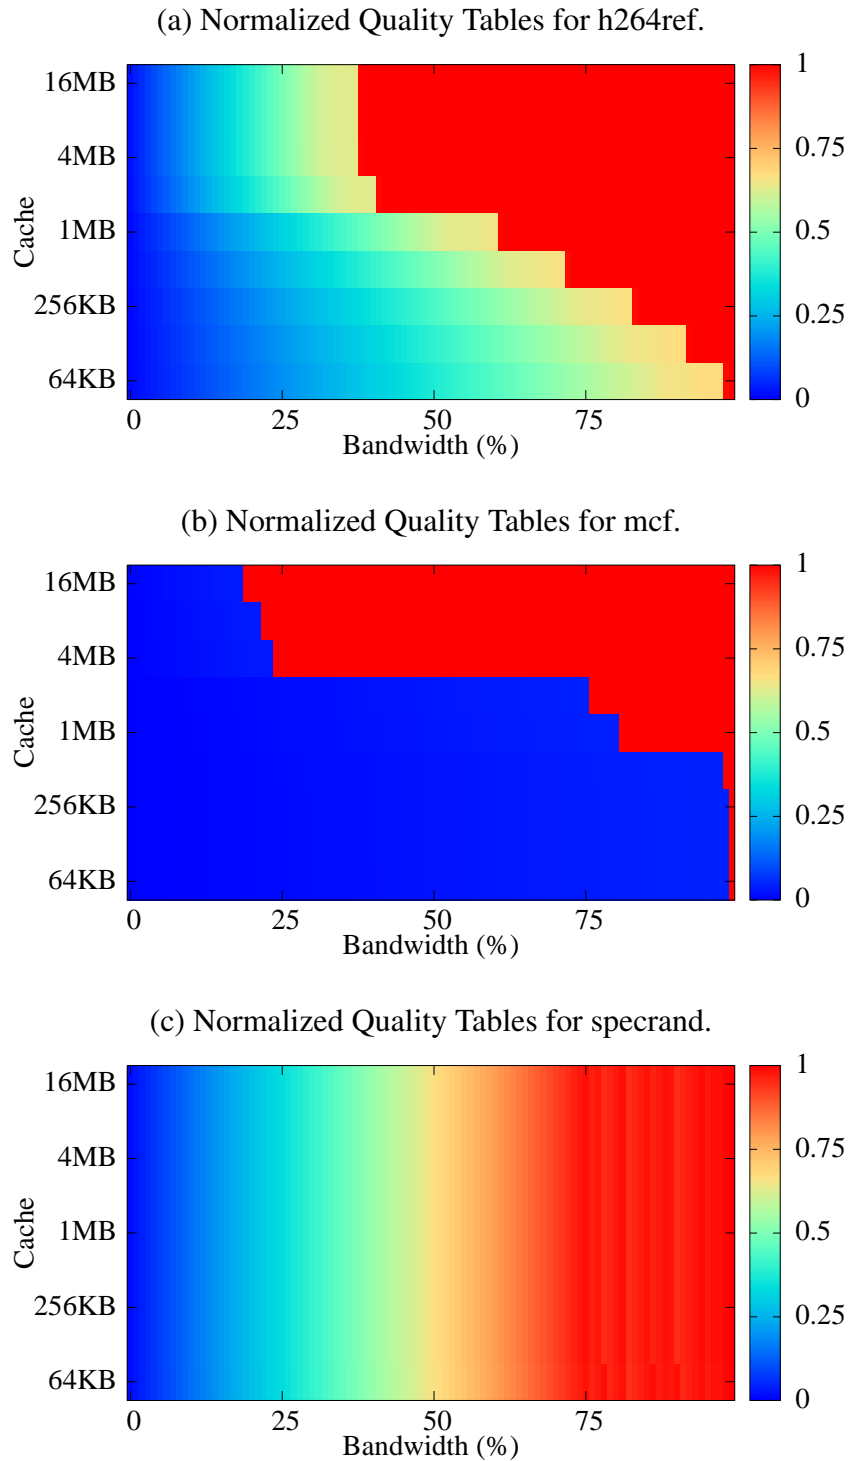 (a) Normalized Quality Tables for h264ref.
16MB
4MB
1MB
256KB
64KB
Cache
0 25 50 75
Bandwidth (%)
1
0.75
0.5
0.25
0
(b) Normalized Quality Tables for mcf.
16MB
4MB
1MB
256KB
64KB
Cache
0 25 50 75
Bandwidth (%)
1
0.75
0.5
0.25
0
(c) Normalized Quality Tables for specrand.
16MB
4MB
1MB
256KB
64KB
Cache
0 25 50 75
Bandwidth (%)
1
0.75
0.5
0.25
0